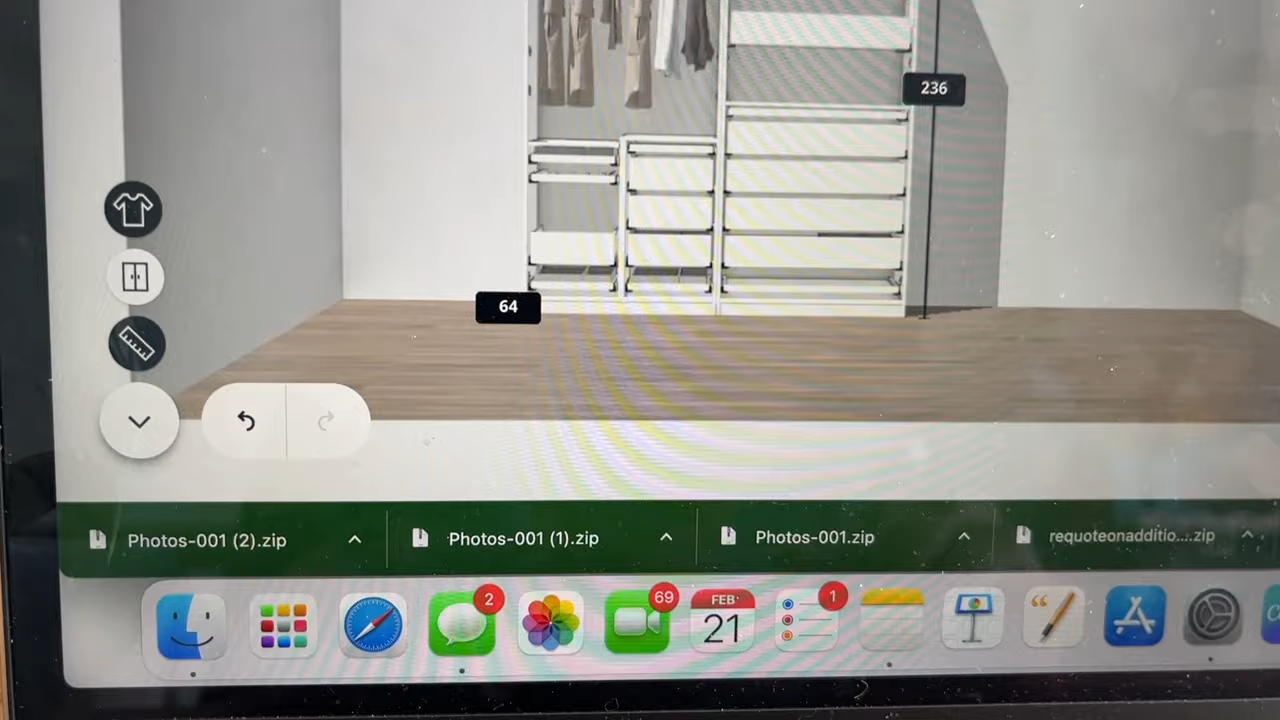 236
64
Photos-001 (2).zip
Photos-001 (1).zip
Photos-001.zip
requoteonadditio....zip
2
69
FEB
21
1